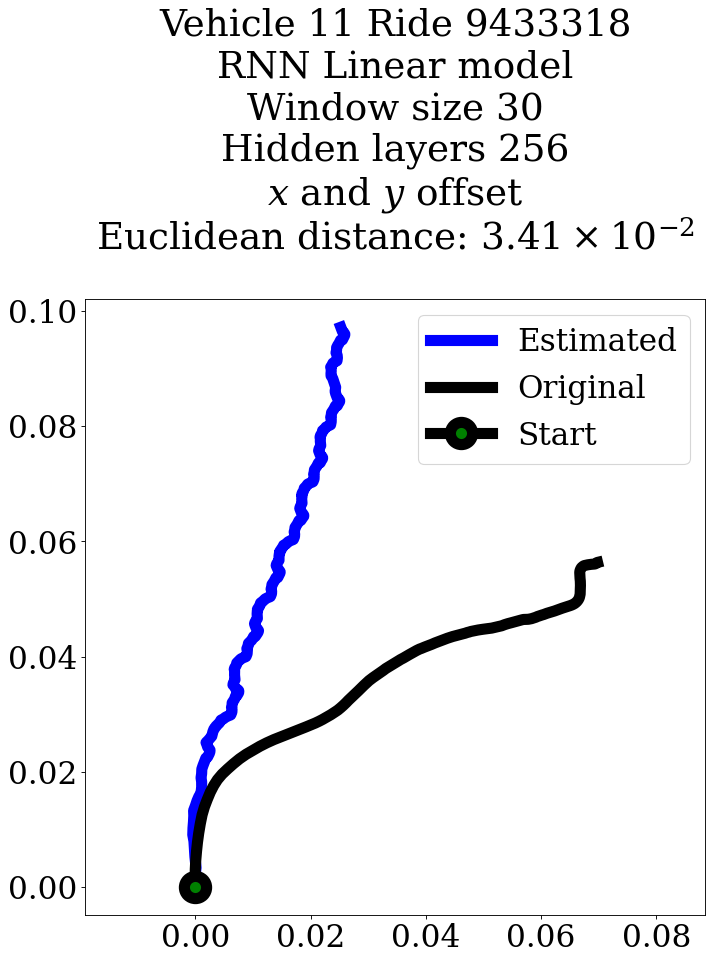 Vehicle 11 Ride 9433318
RNN Linear model
Window size 30
Hidden layers 256
x and y offset
Euclidean distance: 3.41 × 10⁻²
Estimated
Original
Start
0.10
0.08
0.06
0.04
0.02
0.00
0.00 0.02 0.04 0.06 0.08